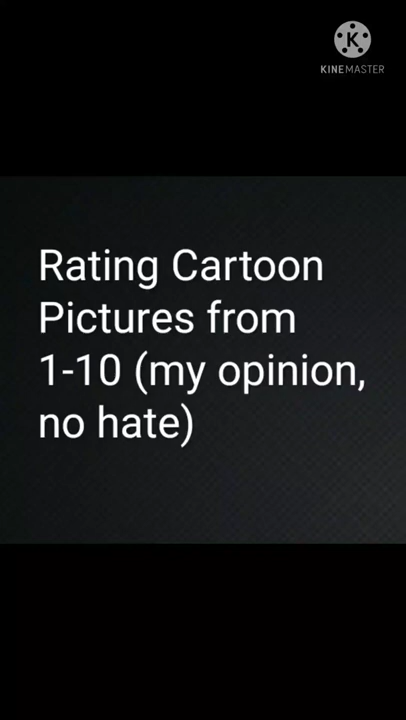 KINEMASTER
Rating Cartoon
Pictures from
1-10 (my opinion,
no hate)